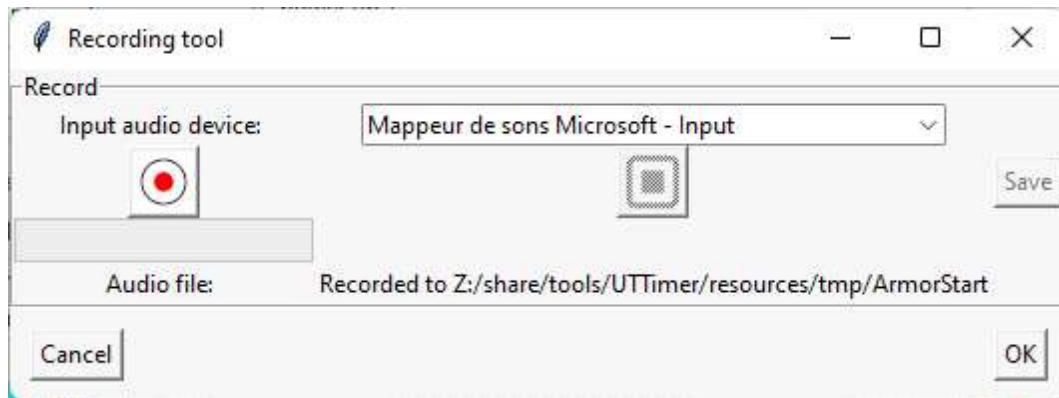 Recording tool
Record
Input audio device: Mappeur de sons Microsoft - Input
Save
Audio file: Recorded to Z:/share/tools/UTTimer/resources/tmp/ArmorStart
Cancel OK